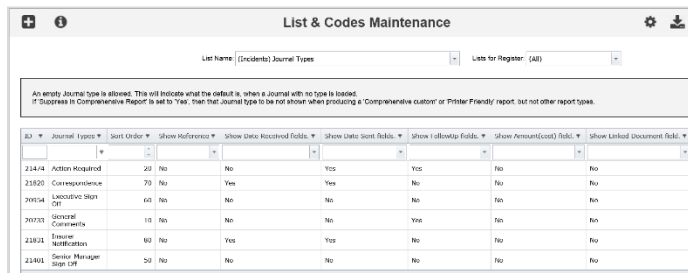 List & Codes Maintenance
List Name: (Incidents) Journal Types Lists for Register: (All)
An empty Journal type is allowed. This will indicate what the default is, when a Journal with no type is loaded.
If 'Suppress in Comprehensive Report' is set to 'Yes', then that Journal type to be not shown when producing a 'Comprehensive custom' or 'Printer Friendly' report, but not other report types.
ID Journal Types Sort Order Show Reference Show Date Received fields. Show Date Sent fields. Show FollowUp fields. Show Amount(cost) field. Show Linked Document field.
21474 Action Required 20 No No Yes Yes No No
21820 Correspondence 70 No Yes Yes No No No
20954 Executive Sign Off 60 No No No No No No
20733 General Comments 10 No No No Yes No No
21831 Insurer Notification 80 No Yes Yes No No No
21401 Senior Manager Sign Off 50 No No No No No No